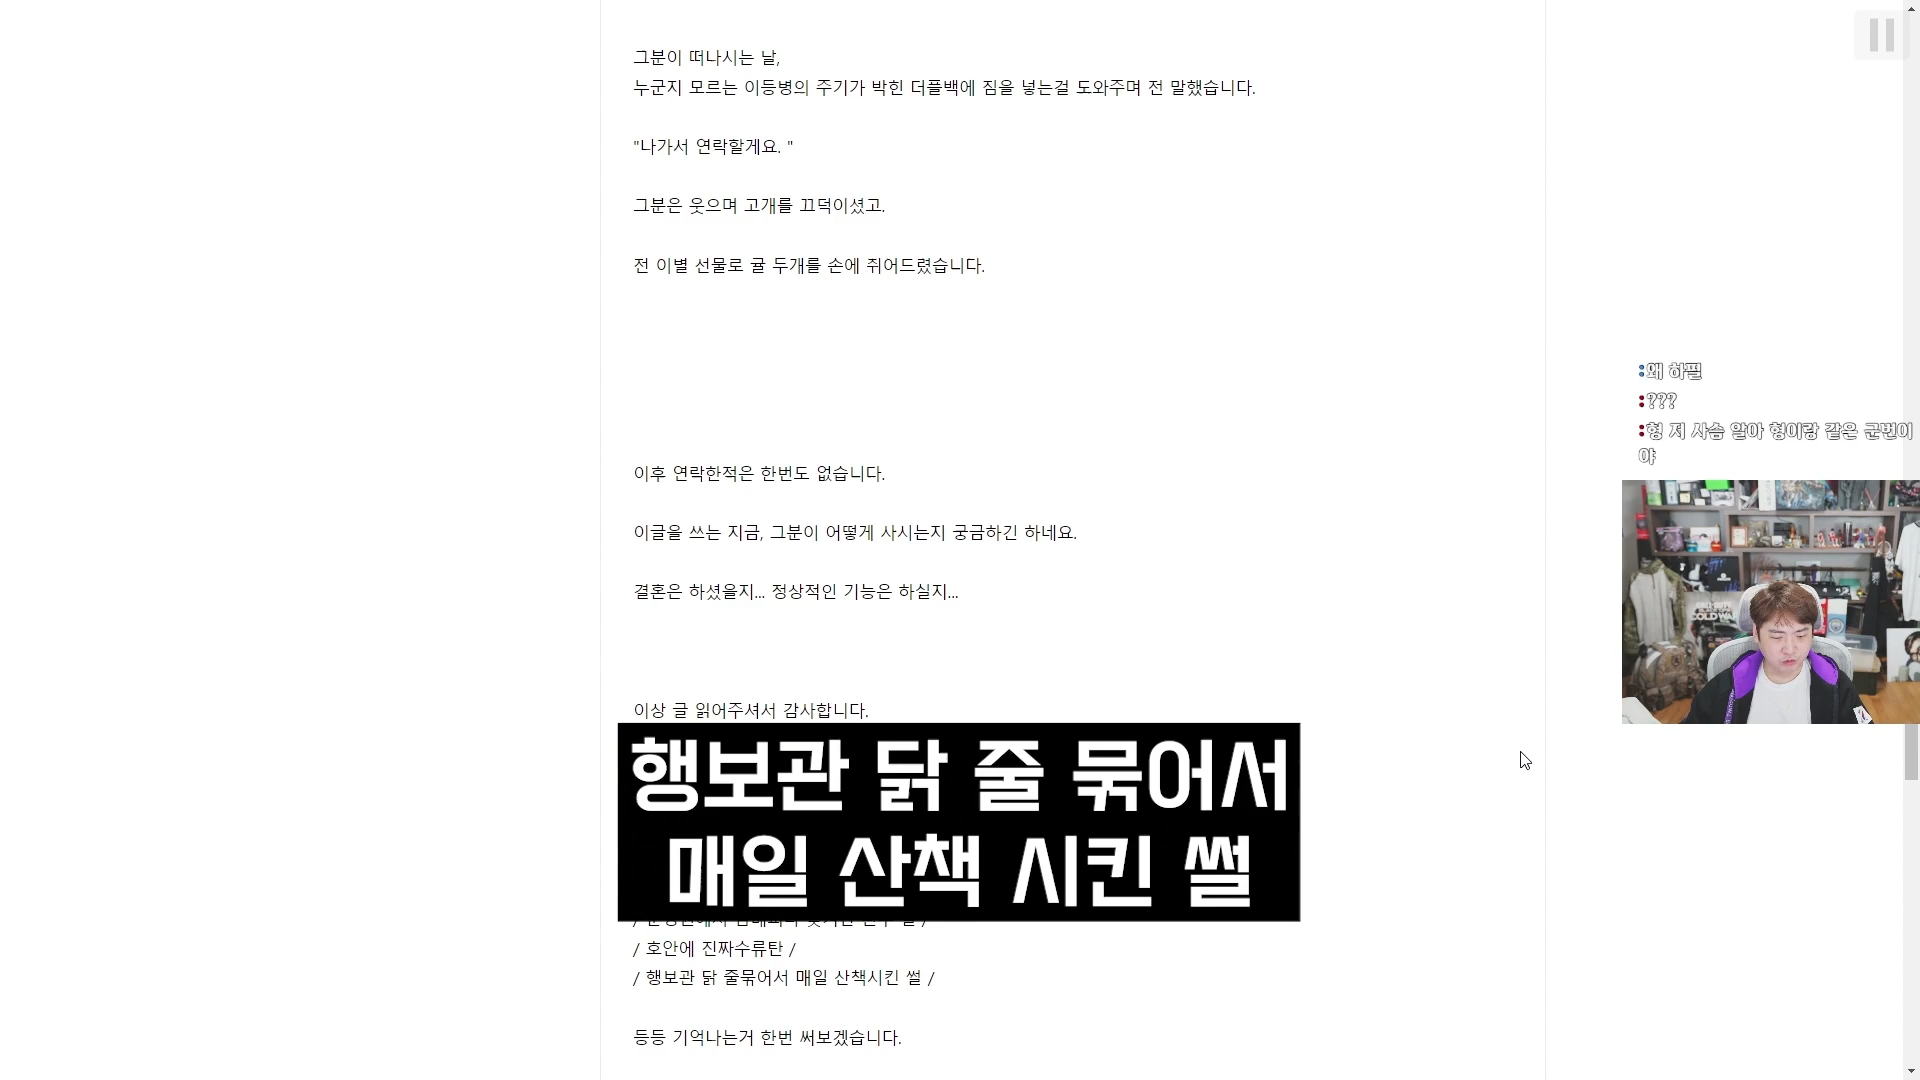 그분이 떠나시는 날,
누군지 모르는 이등병의 주기가 박힌 더플백에 짐을 넣는걸 도와주며 전 말했습니다.
"나가서 연락할게요. "
그분은 웃으며 고개를 끄덕이셨고.
전 이별 선물로 귤 두개를 손에 쥐어드렸습니다.
이후 연락한적은 한번도 없습니다.
이글을 쓰는 지금, 그분이 어떻게 사시는지 궁금하긴 하네요.
결혼은 하셨을지... 정상적인 기능은 하실지...
이상 글 읽어주셔서 감사합니다.
행보관 닭 줄 묶어서
매일 산책 시킨 썰
/ 호안에 진짜수류탄 /
/ 행보관 닭 줄묶어서 매일 산책시킨 썰 /
등등 기억나는거 한번 써보겠습니다.
:왜 하필
:???
:형 저 사슴 알아 형이랑 같은 군번이
야